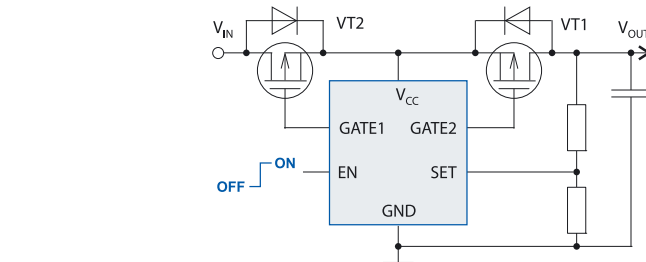 VIN VT2 VT1 VOUT
VCC
GATE1 GATE2
ON
EN SET
OFF
GND